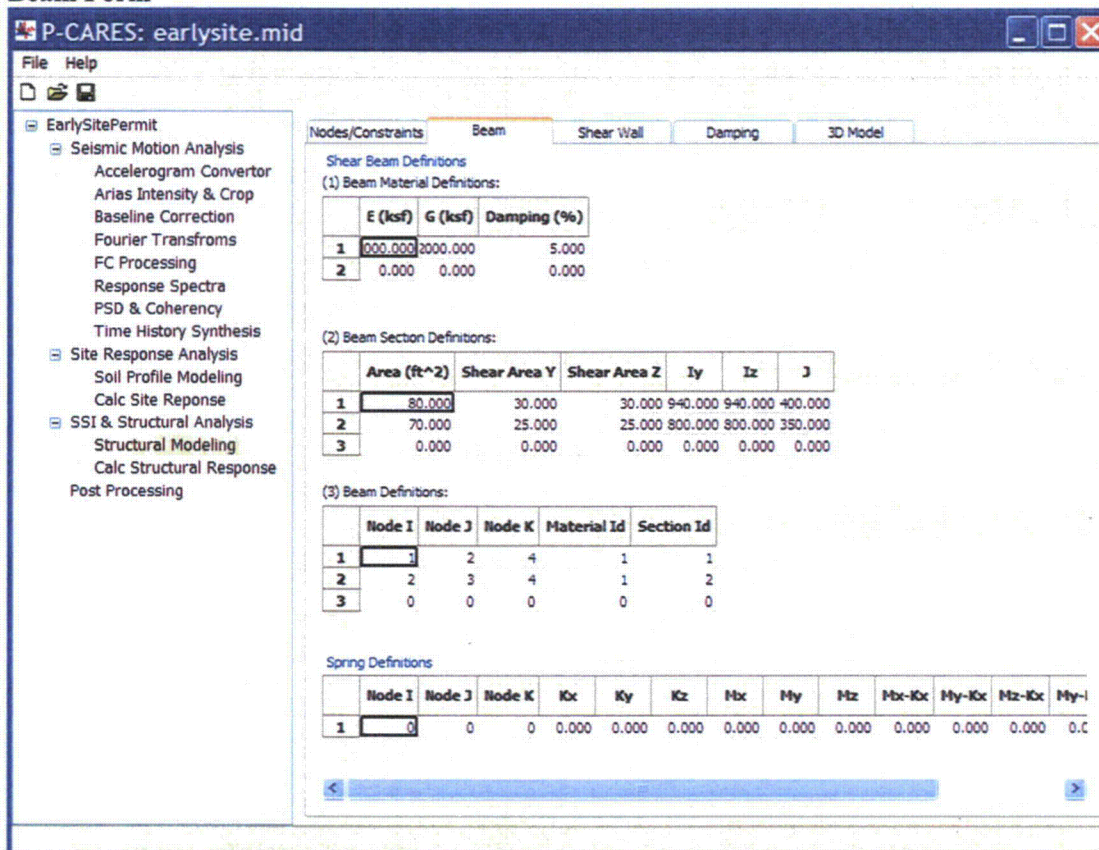 P-CARES: earlysite.mid
File Help
EarlySitePermit
Seismic Motion Analysis
Accelerogram Convertor
Arias Intensity & Crop
Baseline Correction
Fourier Transfroms
FC Processing
Response Spectra
PSD & Coherency
Time History Synthesis
Site Response Analysis
Soil Profile Modeling
Calc Site Reponse
SSI & Structural Analysis
Structural Modeling
Calc Structural Response
Post Processing
Nodes/Constraints Beam Shear Wall Damping 3D Model
Shear Beam Definitions
(1) Beam Material Definitions:
E (ksf) G (ksf) Damping (%)
1 000.000 2000.000 5.000
2 0.000 0.000 0.000
(2) Beam Section Definitions:
Area (ft^2) Shear Area Y Shear Area Z Iy Iz J
1 80.000 30.000 30.000 940.000 940.000 400.000
2 70.000 25.000 25.000 800.000 800.000 350.000
3 0.000 0.000 0.000 0.000 0.000 0.000
(3) Beam Definitions:
Node I Node J Node K Material Id Section Id
1 1 2 4 1 1
2 2 3 4 1 2
3 0 0 0 0 0
Spring Definitions
Node I Node J Node K Kx Ky Kz Mx My Mz Mx-Kx My-Kx Mz-Kx My-
1 0 0 0 0.000 0.000 0.000 0.000 0.000 0.000 0.000 0.000 0.000 0.0